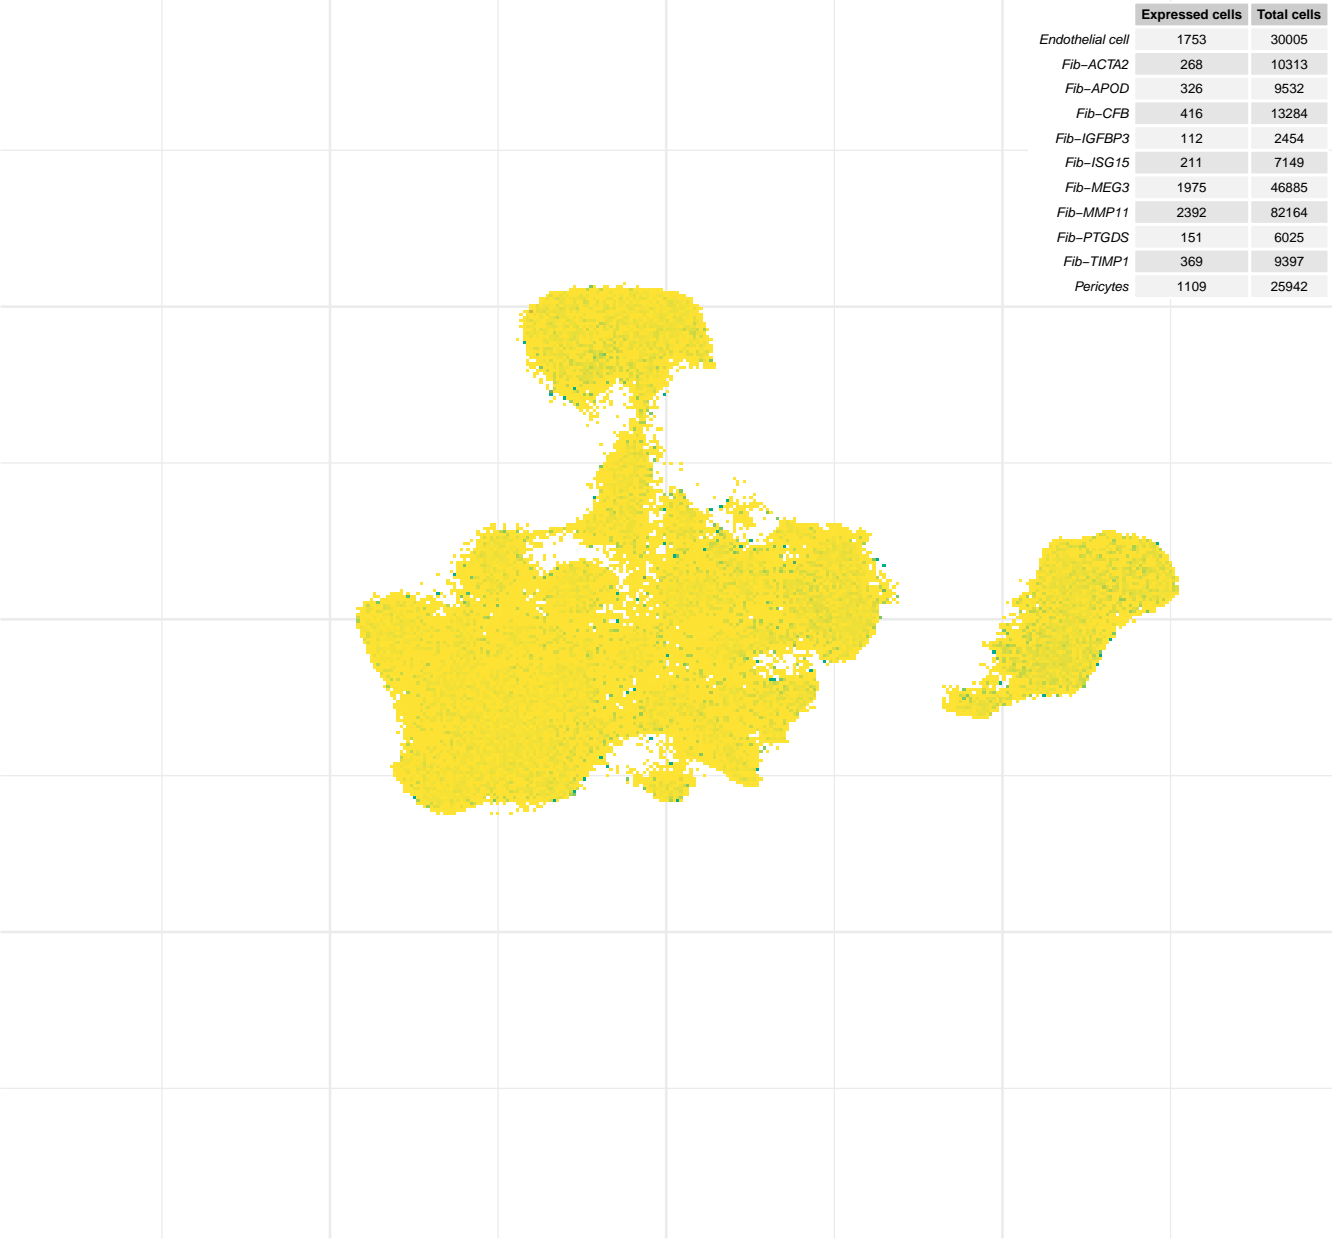 Expressed cells Total cells
Endothelial cell 1753 30005
Fib−ACTA2 268 10313
Fib−APOD 326 9532
Fib−CFB 416 13284
Fib−IGFBP3 112 2454
Fib−ISG15 211 7149
Fib−MEG3 1975 46885
Fib−MMP11 2392 82164
Fib−PTGDS 151 6025
Fib−TIMP1 369 9397
Pericytes 1109 25942